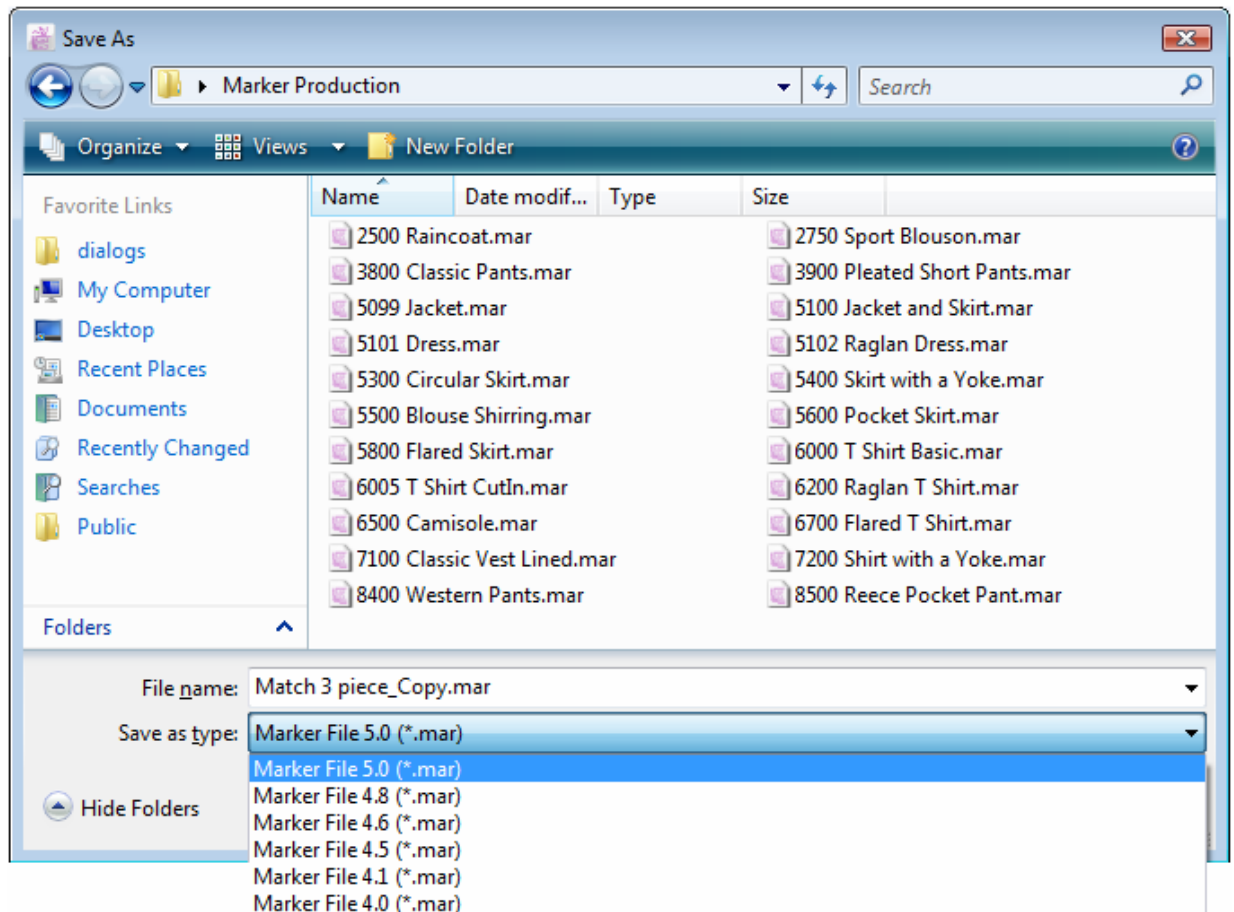 Save As
Marker Production
Search
Organize
Views
New Folder
Favorite Links
dialogs
My Computer
Desktop
Recent Places
Documents
Recently Changed
Searches
Public
Folders
Name Date modif... Type Size
2500 Raincoat.mar 2750 Sport Blouson.mar
3800 Classic Pants.mar 3900 Pleated Short Pants.mar
5099 Jacket.mar 5100 Jacket and Skirt.mar
5101 Dress.mar 5102 Raglan Dress.mar
5300 Circular Skirt.mar 5400 Skirt with a Yoke.mar
5500 Blouse Shirring.mar 5600 Pocket Skirt.mar
5800 Flared Skirt.mar 6000 T Shirt Basic.mar
6005 T Shirt CutIn.mar 6200 Raglan T Shirt.mar
6500 Camisole.mar 6700 Flared T Shirt.mar
7100 Classic Vest Lined.mar 7200 Shirt with a Yoke.mar
8400 Western Pants.mar 8500 Reece Pocket Pant.mar
File name: Match 3 piece_Copy.mar
Save as type: Marker File 5.0 (*.mar)
Marker File 5.0 (*.mar)
Marker File 4.8 (*.mar)
Marker File 4.6 (*.mar)
Marker File 4.5 (*.mar)
Marker File 4.1 (*.mar)
Marker File 4.0 (*.mar)
Hide Folders